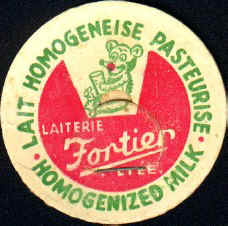 LAIT HOMOGENEISE PASTEURISE
LAITERIE
Fortier
LTEE.
· HOMOGENIZED MILK ·